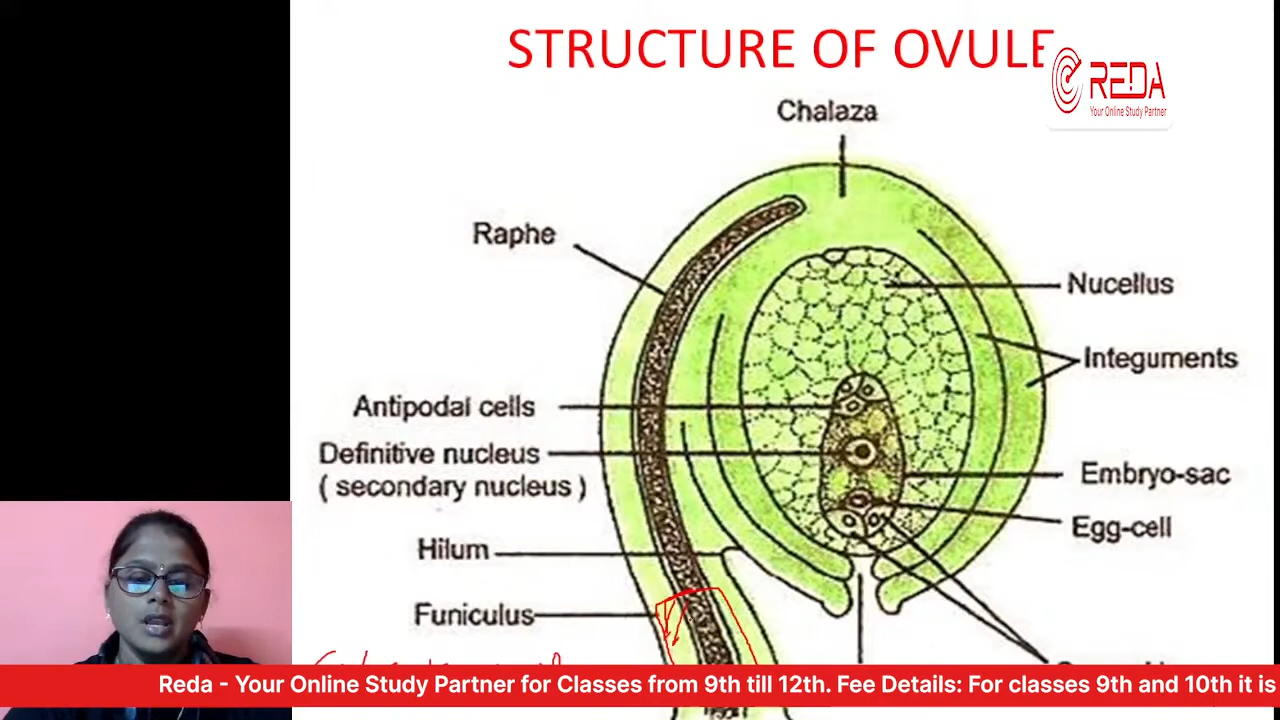 STRUCTURE OF OVULE
REDA
Your Online Study Partner
Chalaza
Raphe
Nucellus
Integuments
Antipodal cells
Definitive nucleus
( secondary nucleus )
Embryo-sac
Egg-cell
Hilum
Funiculus
Reda - Your Online Study Partner for Classes from 9th till 12th. Fee Details: For classes 9th and 10th it is